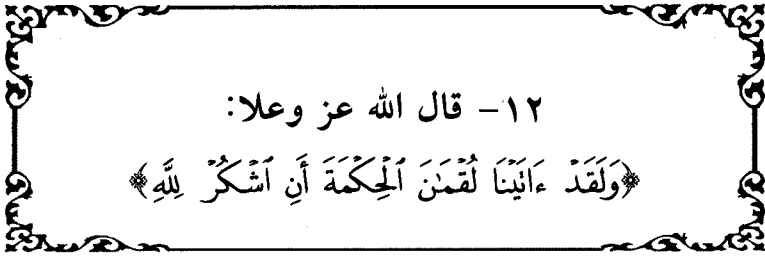 ١٢- قال الله عز وعلا:
﴿وَلَقَدْ ءَاتَيْنَا لُقْمَٰنَ ٱلْحِكْمَةَ أَنِ ٱشْكُرْ لِلَّهِ﴾